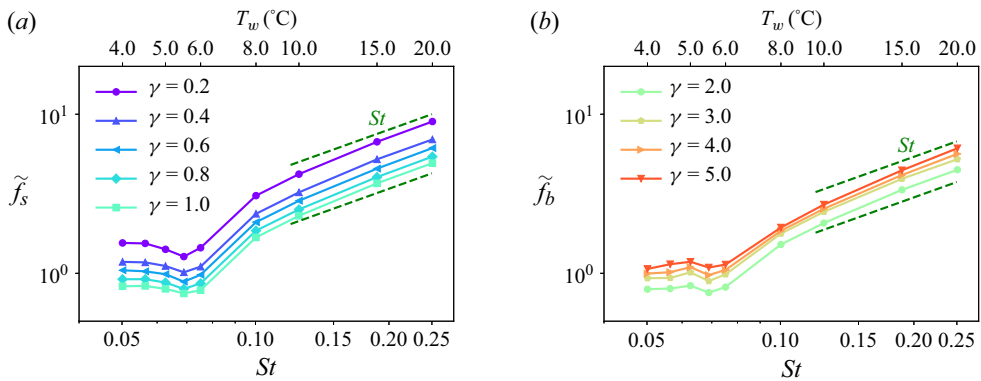 (a)
T_w (°C)
4.0 5.0 6.0 8.0 10.0 15.0 20.0
γ = 0.2
γ = 0.4
γ = 0.6
γ = 0.8
γ = 1.0
St
10^1
10^0
f̃_s
0.05 0.10 0.15 0.20 0.25
St
(b)
T_w (°C)
4.0 5.0 6.0 8.0 10.0 15.0 20.0
γ = 2.0
γ = 3.0
γ = 4.0
γ = 5.0
St
10^1
10^0
f̃_b
0.05 0.10 0.15 0.20 0.25
St